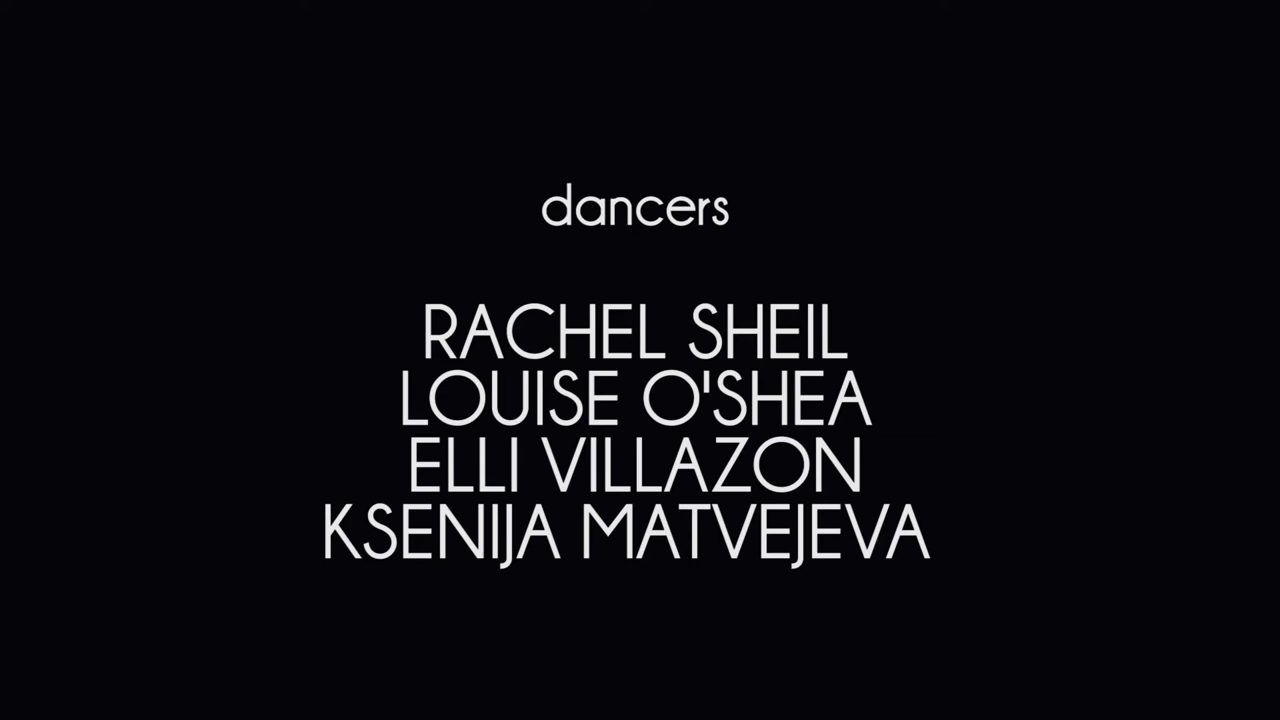 dancers
RACHEL SHEIL
LOUISE O'SHEA
ELLI VILLAZON
KSENIJA MATVEJEVA